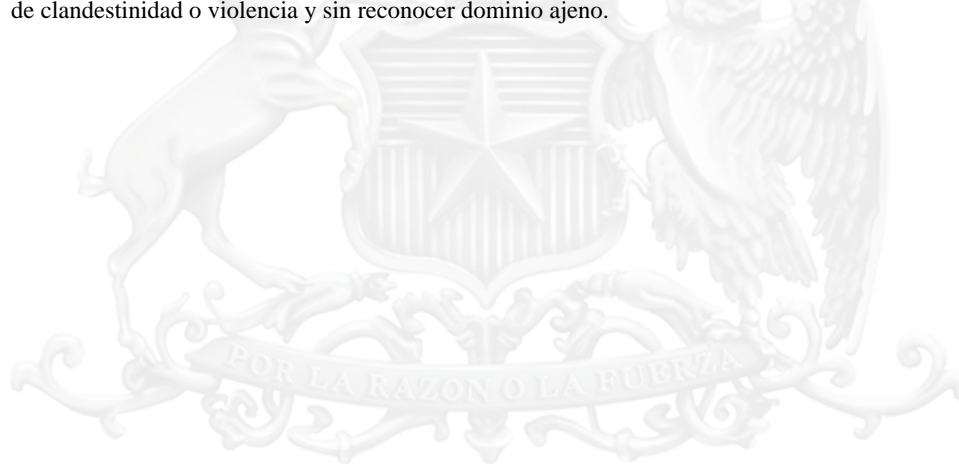 de clandestinidad o violencia y sin reconocer dominio ajeno.
POR LA RAZON O LA FUERZA